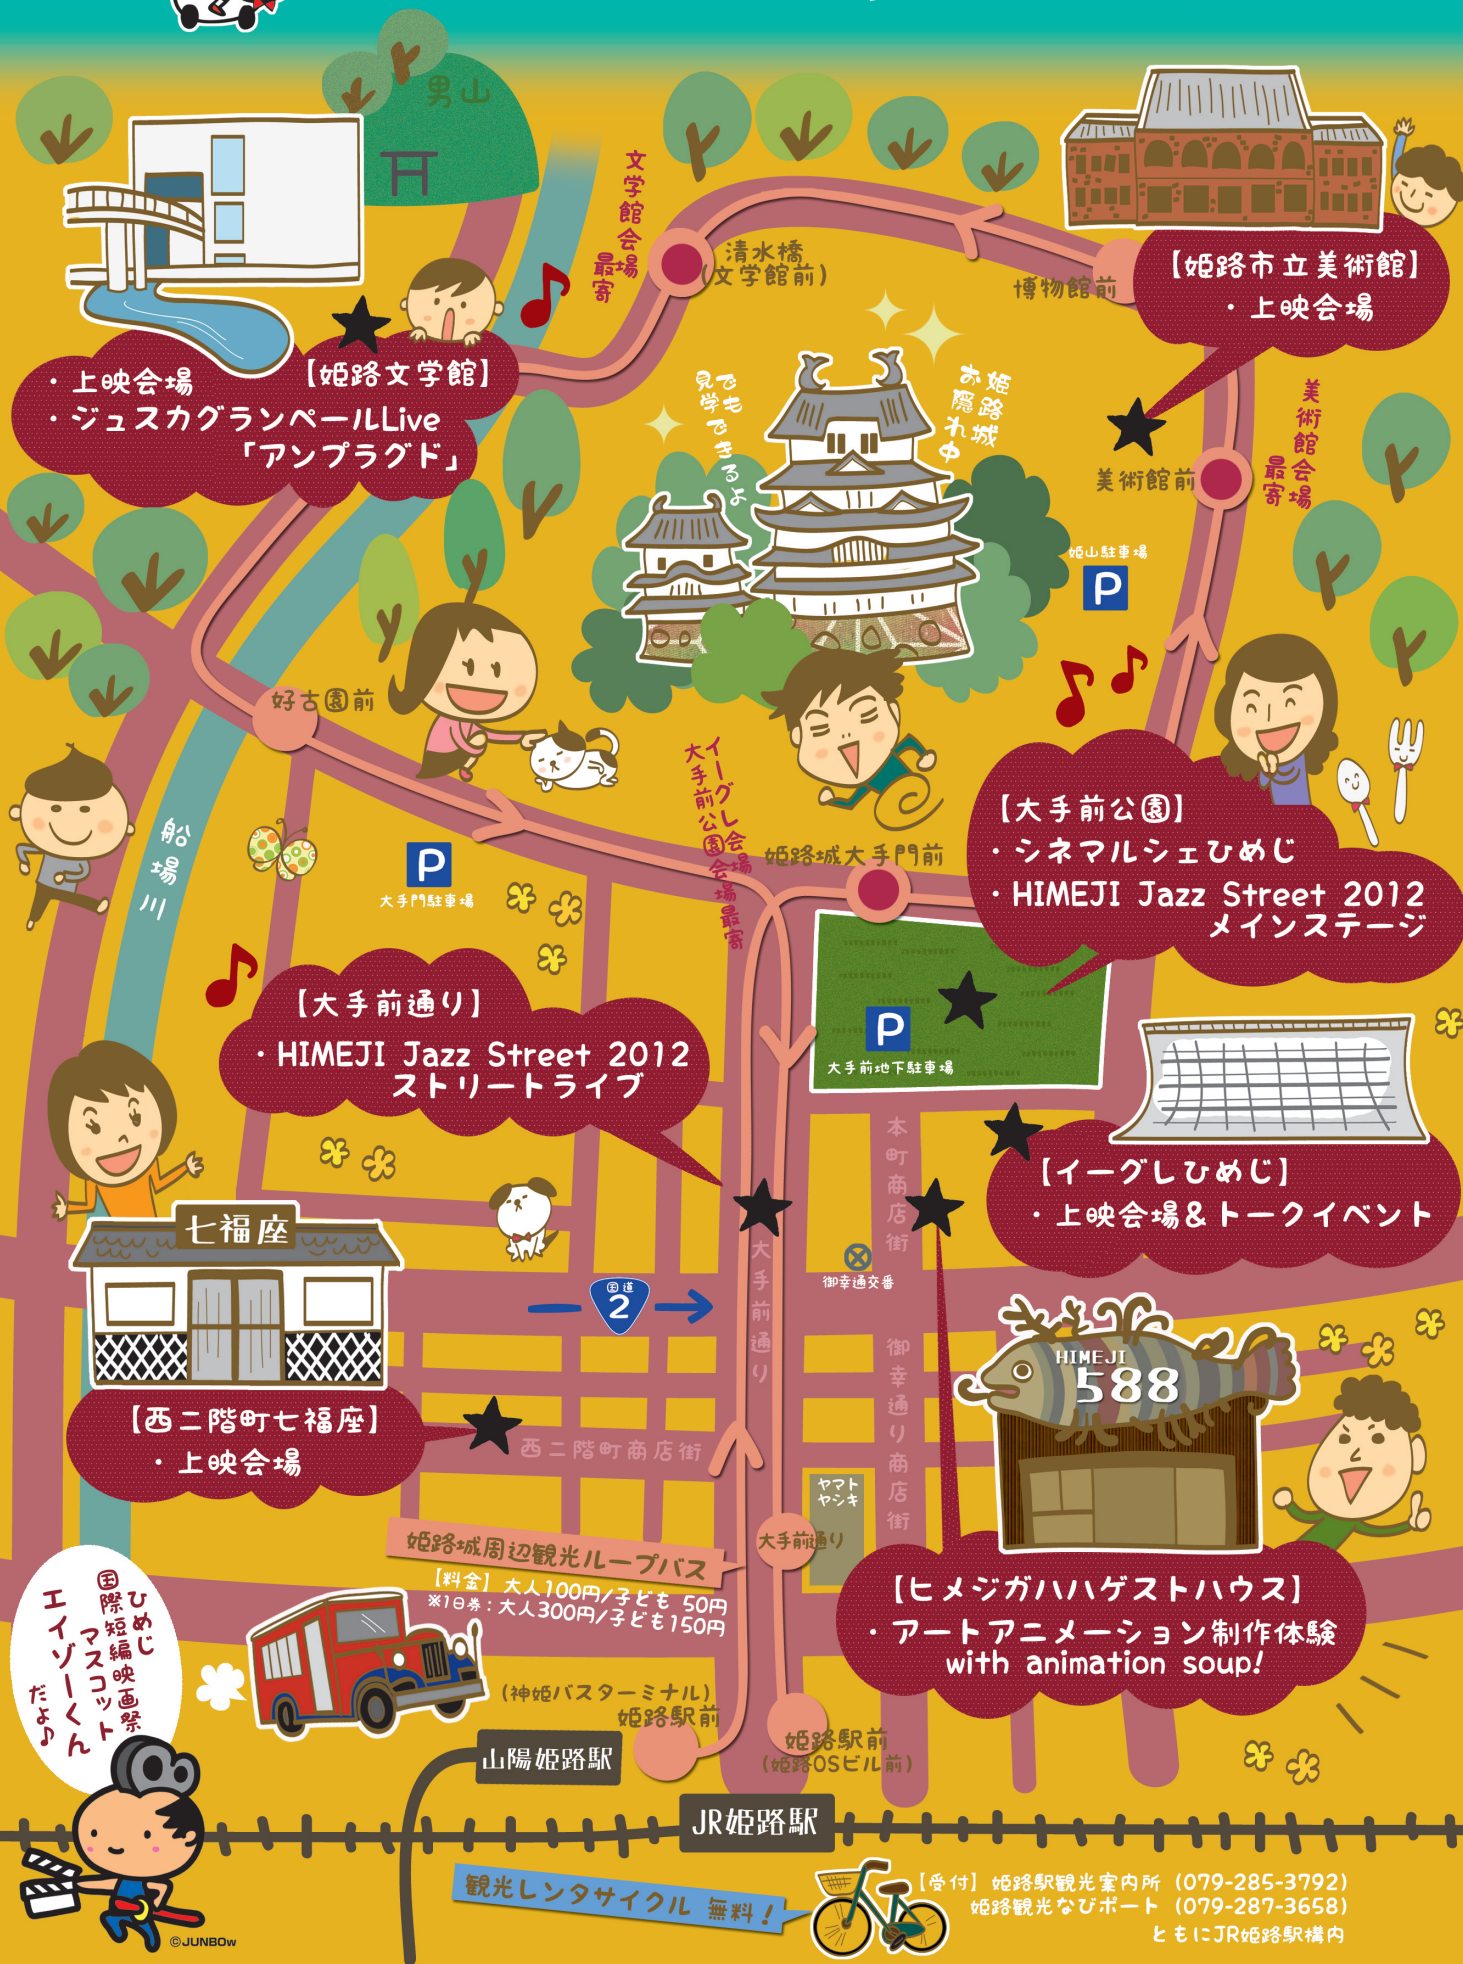 男山
文学館会場
最寄
清水橋
(文学館前)
博物館前
【姫路市立美術館】
・上映会場
【姫路文学館】
・上映会場
・ジュスカグランペールLive
「アンプラグド」
姫路城
お隠れ中
でも
見学できるよ
美術館会場
最寄
美術館前
姫山駐車場
P
好古園前
船場川
P
大手門駐車場
イーグレ会場
大手前公園会場最寄
姫路城大手門前
【大手前公園】
・シネマルシェひめじ
・HIMEJI Jazz Street 2012
メインステージ
【大手前通り】
・HIMEJI Jazz Street 2012
ストリートライブ
P
大手前地下駐車場
本町商店街
【イーグレひめじ】
・上映会場&トークイベント
七福座
大手前通り
御幸通交番
国道
2
御幸通り商店街
HIMEJI
588
【西二階町七福座】
・上映会場
西二階町商店街
ヤマト
ヤシキ
大手前通り
姫路城周辺観光ループバス
【料金】大人100円/子ども 50円
※1日券:大人300円/子ども150円
【ヒメジガハハゲストハウス】
・アートアニメーション制作体験
with animation soup!
ひめじ
国際短編映画祭
マスコット
エイゾーくん
だよ♪
(神姫バスターミナル)
姫路駅前
姫路駅前
(姫路OSビル前)
山陽姫路駅
JR姫路駅
観光レンタサイクル 無料!
【受付】姫路駅観光案内所 (079-285-3792)
姫路観光なびポート (079-287-3658)
ともにJR姫路駅構内
©JUNBOw